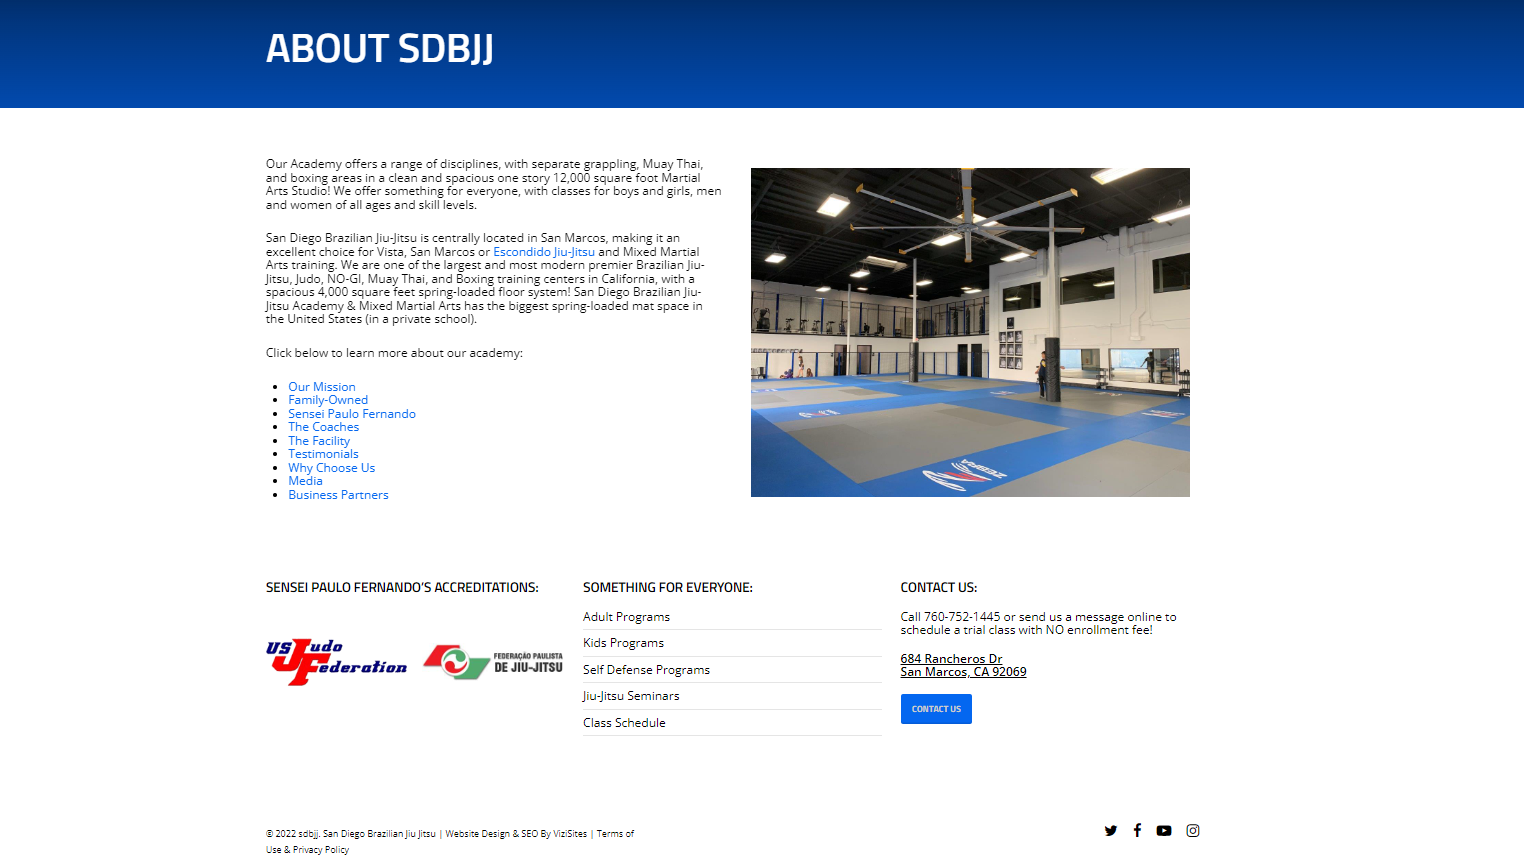 ABOUT SDBJJ
Our Academy offers a range of disciplines, with separate grappling, Muay Thai,
and boxing areas in a clean and spacious one story 12,000 square foot Martial
Arts Studio! We offer something for everyone, with classes for boys and girls, men
and women of all ages and skill levels.
San Diego Brazilian Jiu-Jitsu is centrally located in San Marcos, making it an
excellent choice for Vista, San Marcos or Escondido Jiu-Jitsu and Mixed Martial
Arts training. We are one of the largest and most modern premier Brazilian Jiu-
Jitsu, Judo, NO-GI, Muay Thai, and Boxing training centers in California, with a
spacious 4,000 square feet spring-loaded floor system! San Diego Brazilian Jiu-
Jitsu Academy & Mixed Martial Arts has the biggest spring-loaded mat space in
the United States (in a private school).
Click below to learn more about our academy:
Our Mission
Family-Owned
Sensei Paulo Fernando
The Coaches
The Facility
Testimonials
Why Choose Us
Media
Business Partners
ZEBRA
SENSEI PAULO FERNANDO'S ACCREDITATIONS:
US Judo
Federation
FEDERAÇÃO PAULISTA
DE JIU-JITSU
SOMETHING FOR EVERYONE:
Adult Programs
Kids Programs
Self Defense Programs
Jiu-Jitsu Seminars
Class Schedule
CONTACT US:
Call 760-752-1445 or send us a message online to
schedule a trial class with NO enrollment fee!
684 Rancheros Dr
San Marcos, CA 92069
CONTACT US
© 2022 sdbjj. San Diego Brazilian Jiu Jitsu | Website Design & SEO By ViziSites | Terms of
Use & Privacy Policy